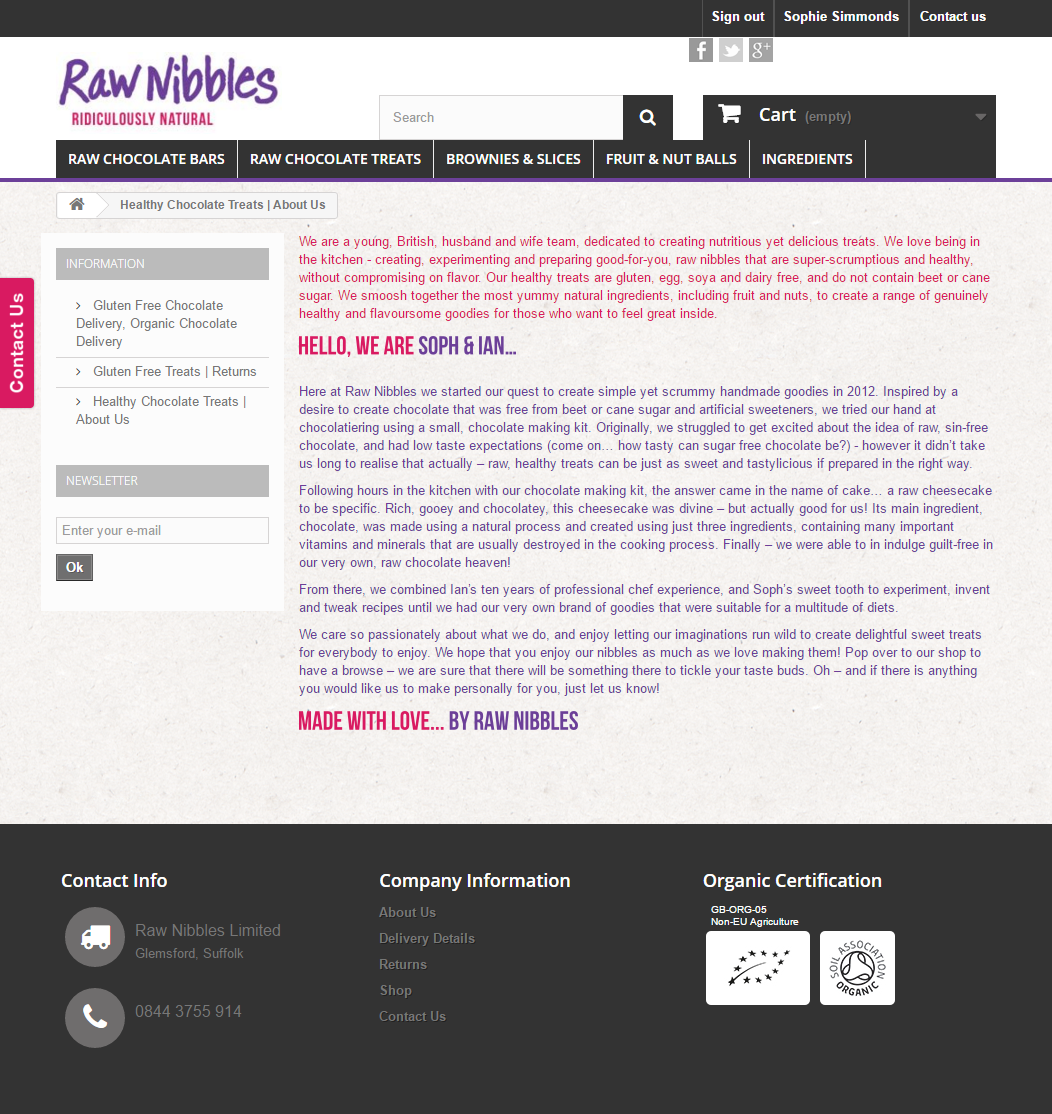 Sign out
Sophie Simmonds
Contact us
Raw Nibbles
RIDICULOUSLY NATURAL
Search
Cart (empty)
RAW CHOCOLATE BARS
RAW CHOCOLATE TREATS
BROWNIES & SLICES
FRUIT & NUT BALLS
INGREDIENTS
Healthy Chocolate Treats | About Us
Contact Us
INFORMATION
Gluten Free Chocolate
Delivery, Organic Chocolate
Delivery
Gluten Free Treats | Returns
Healthy Chocolate Treats |
About Us
NEWSLETTER
Enter your e-mail
Ok
We are a young, British, husband and wife team, dedicated to creating nutritious yet delicious treats. We love being in
the kitchen - creating, experimenting and preparing good-for-you, raw nibbles that are super-scrumptious and healthy,
without compromising on flavor. Our healthy treats are gluten, egg, soya and dairy free, and do not contain beet or cane
sugar. We smoosh together the most yummy natural ingredients, including fruit and nuts, to create a range of genuinely
healthy and flavoursome goodies for those who want to feel great inside.
HELLO, WE ARE SOPH & IAN...
Here at Raw Nibbles we started our quest to create simple yet scrummy handmade goodies in 2012. Inspired by a
desire to create chocolate that was free from beet or cane sugar and artificial sweeteners, we tried our hand at
chocolatiering using a small, chocolate making kit. Originally, we struggled to get excited about the idea of raw, sin-free
chocolate, and had low taste expectations (come on... how tasty can sugar free chocolate be?) - however it didn't take
us long to realise that actually – raw, healthy treats can be just as sweet and tastylicious if prepared in the right way.
Following hours in the kitchen with our chocolate making kit, the answer came in the name of cake... a raw cheesecake
to be specific. Rich, gooey and chocolatey, this cheesecake was divine – but actually good for us! Its main ingredient,
chocolate, was made using a natural process and created using just three ingredients, containing many important
vitamins and minerals that are usually destroyed in the cooking process. Finally – we were able to in indulge guilt-free in
our very own, raw chocolate heaven!
From there, we combined Ian's ten years of professional chef experience, and Soph's sweet tooth to experiment, invent
and tweak recipes until we had our very own brand of goodies that were suitable for a multitude of diets.
We care so passionately about what we do, and enjoy letting our imaginations run wild to create delightful sweet treats
for everybody to enjoy. We hope that you enjoy our nibbles as much as we love making them! Pop over to our shop to
have a browse – we are sure that there will be something there to tickle your taste buds. Oh – and if there is anything
you would like us to make personally for you, just let us know!
MADE WITH LOVE... BY RAW NIBBLES
Contact Info
Raw Nibbles Limited
Glemsford, Suffolk
0844 3755 914
Company Information
About Us
Delivery Details
Returns
Shop
Contact Us
Organic Certification
GB-ORG-05
Non-EU Agriculture
SOIL ASSOCIATION
ORGANIC